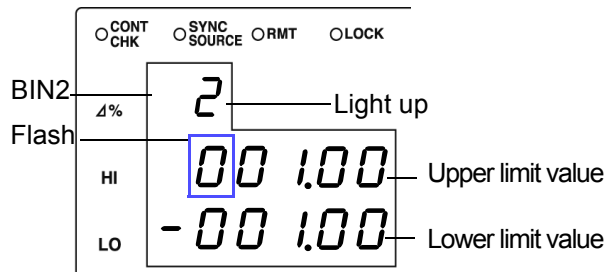 CONT CHK SYNC SOURCE RMT LOCK
BIN2 2 Light up
⊿%
Flash
HI 001.00 Upper limit value
LO -001.00 Lower limit value